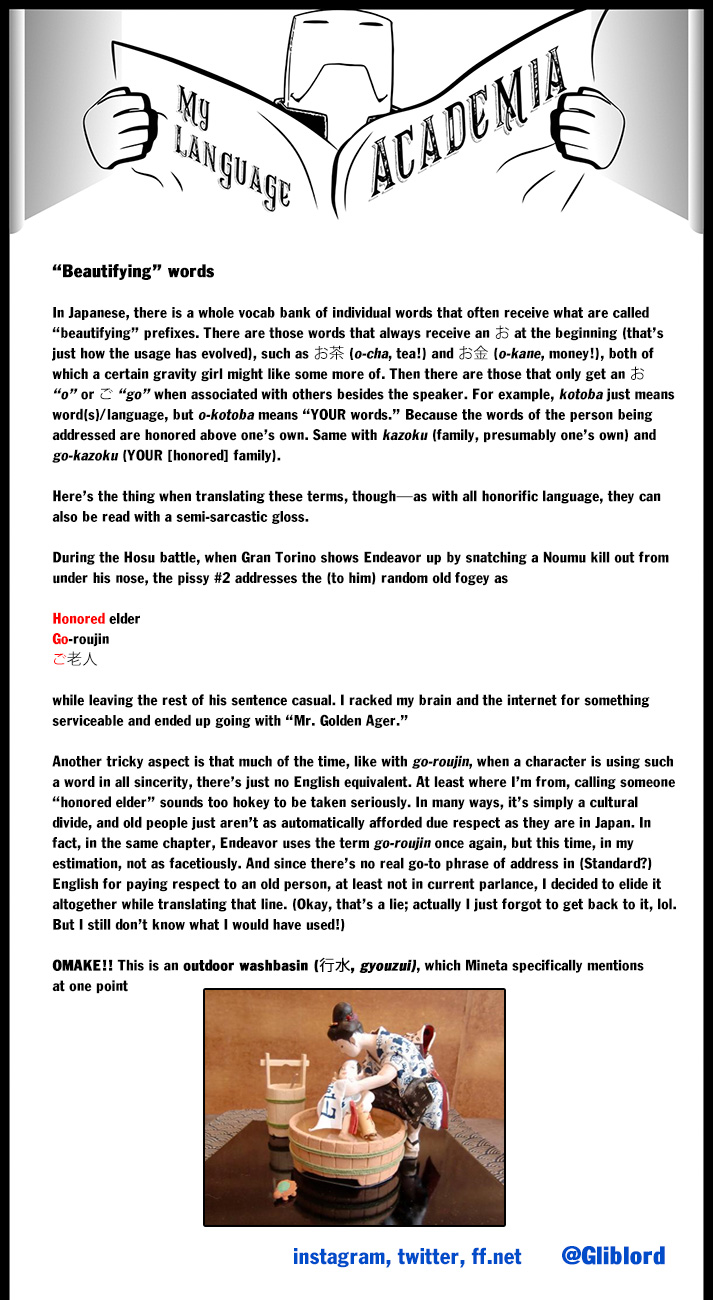 MY
LANGUAGE
ACADEMIA
“Beautifying” words
In Japanese, there is a whole vocab bank of individual words that often receive what are called
“beautifying” prefixes. There are those words that always receive an お at the beginning (that’s
just how the usage has evolved), such as お茶 (o-cha, tea!) and お金 (o-kane, money!), both of
which a certain gravity girl might like some more of. Then there are those that only get an お
“o” or ご “go” when associated with others besides the speaker. For example, kotoba just means
word(s)/language, but o-kotoba means “YOUR words.” Because the words of the person being
addressed are honored above one’s own. Same with kazoku (family, presumably one’s own) and
go-kazoku (YOUR [honored] family).
Here’s the thing when translating these terms, though—as with all honorific language, they can
also be read with a semi-sarcastic gloss.
During the Hosu battle, when Gran Torino shows Endeavor up by snatching a Noumu kill out from
under his nose, the pissy #2 addresses the (to him) random old fogey as
Honored elder
Go-roujin
ご老人
while leaving the rest of his sentence casual. I racked my brain and the internet for something
serviceable and ended up going with “Mr. Golden Ager.”
Another tricky aspect is that much of the time, like with go-roujin, when a character is using such
a word in all sincerity, there’s just no English equivalent. At least where I’m from, calling someone
“honored elder” sounds too hokey to be taken seriously. In many ways, it’s simply a cultural
divide, and old people just aren’t as automatically afforded due respect as they are in Japan. In
fact, in the same chapter, Endeavor uses the term go-roujin once again, but this time, in my
estimation, not as facetiously. And since there’s no real go-to phrase of address in (Standard?)
English for paying respect to an old person, at least not in current parlance, I decided to elide it
altogether while translating that line. (Okay, that’s a lie; actually I just forgot to get back to it, lol.
But I still don’t know what I would have used!)
OMAKE!! This is an outdoor washbasin (行水, gyouzui), which Mineta specifically mentions
at one point
instagram, twitter, ff.net @Gliblord